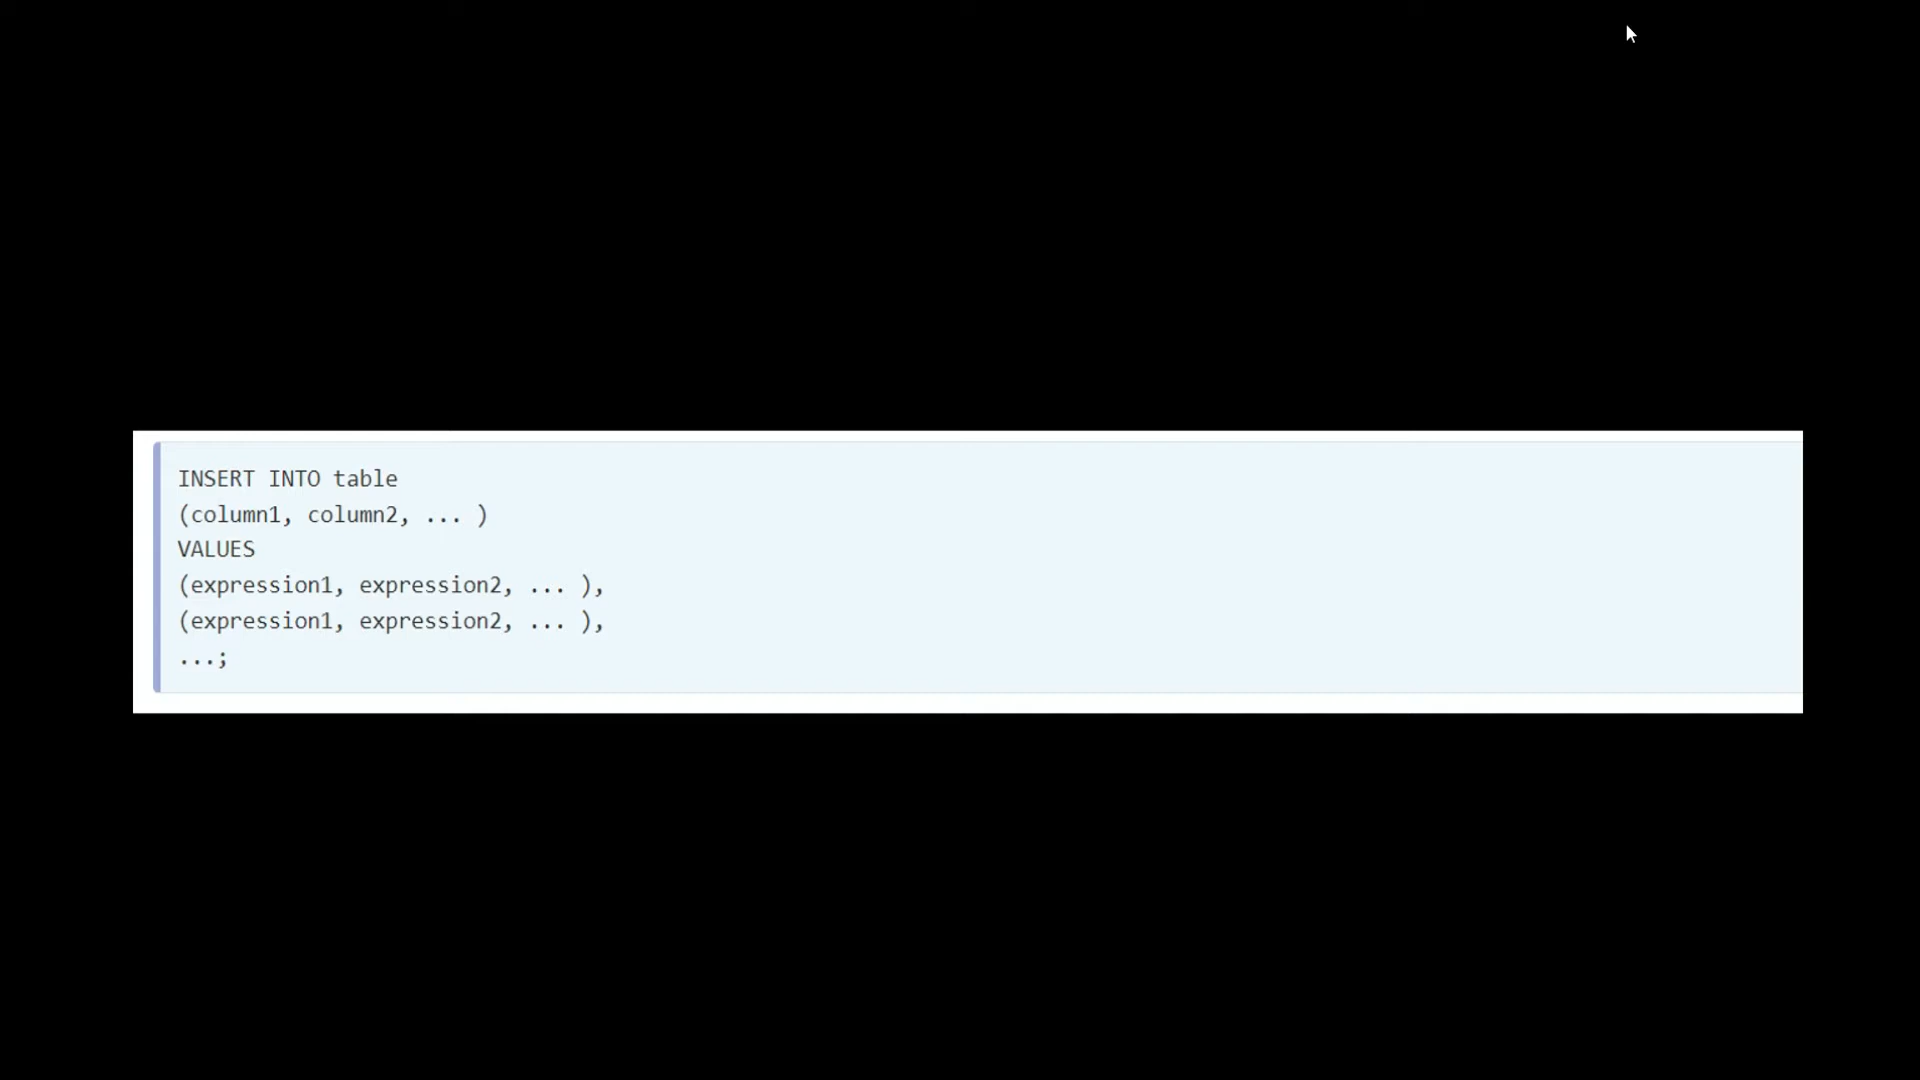 INSERT INTO table
(column1, column2, ... )
VALUES
(expression1, expression2, ... ),
(expression1, expression2, ... ),
...;